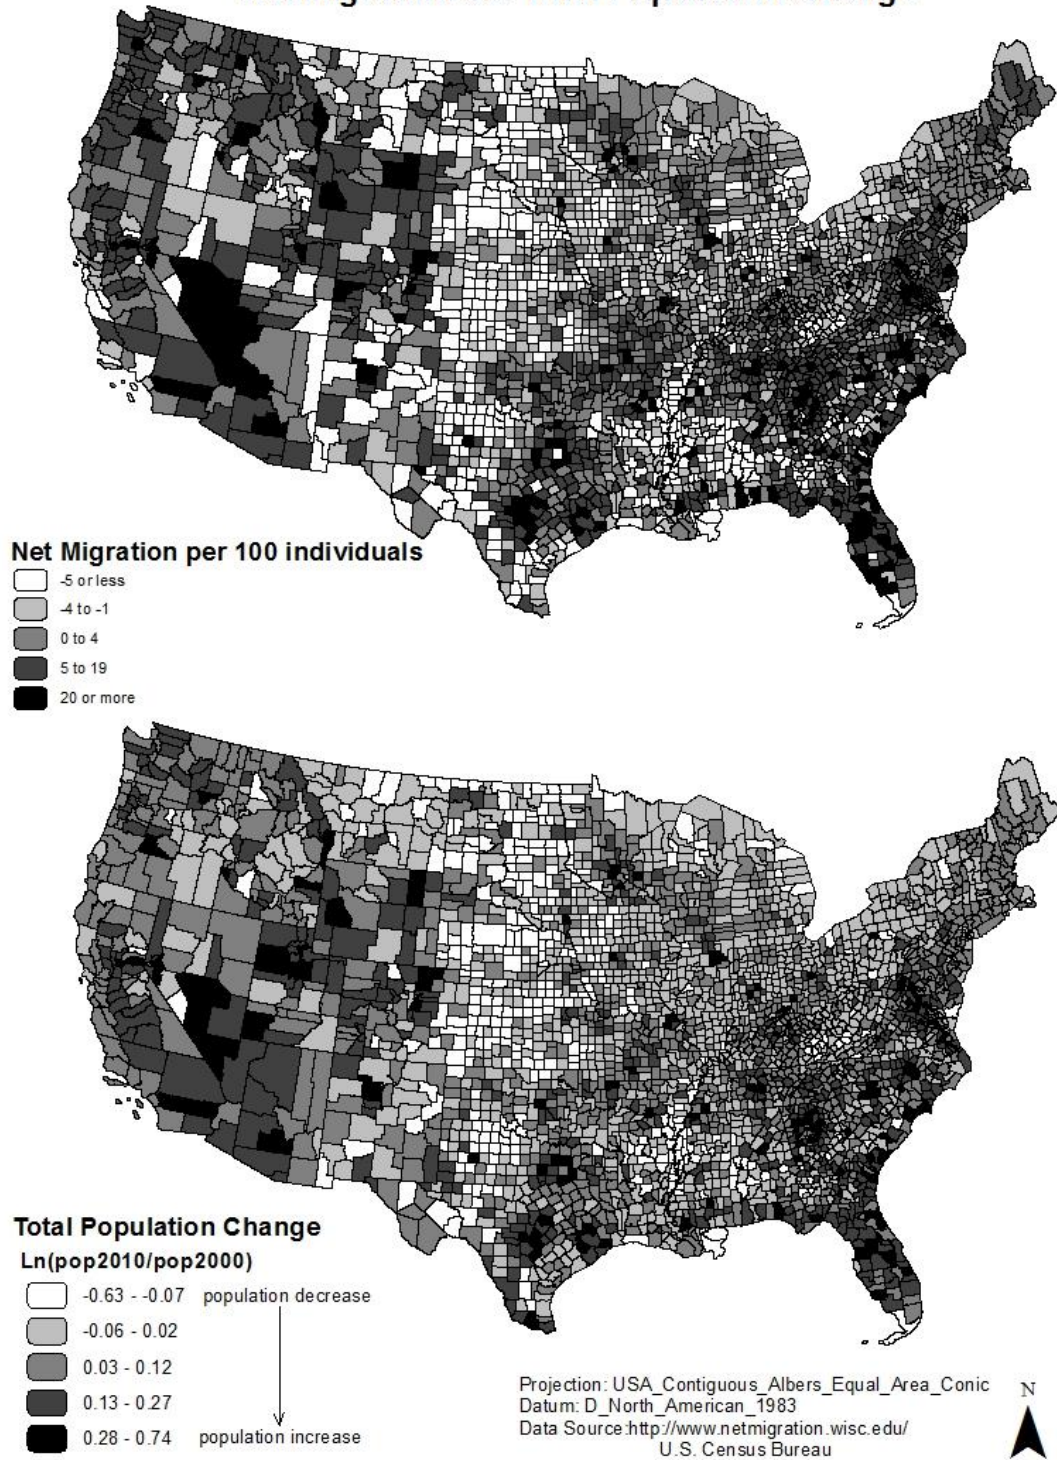 Net Migration per 100 individuals
-5 or less
-4 to -1
0 to 4
5 to 19
20 or more
Total Population Change
Ln(pop2010/pop2000)
-0.63 - -0.07 population decrease
-0.06 - 0.02
0.03 - 0.12
0.13 - 0.27
0.28 - 0.74 population increase
Projection: USA_Contiguous_Albers_Equal_Area_Conic
Datum: D_North_American_1983
Data Source:http://www.netmigration.wisc.edu/
U.S. Census Bureau
N